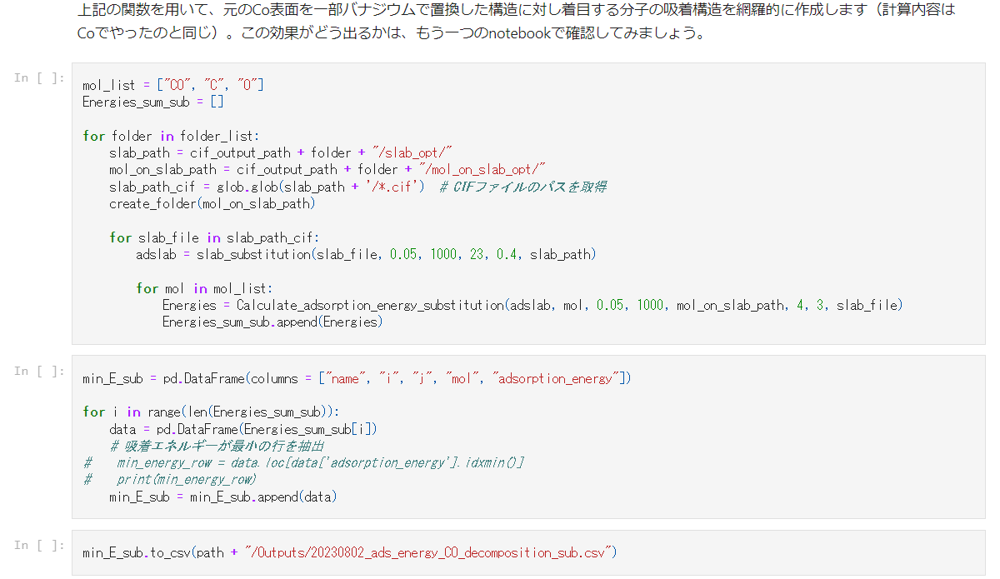 上記の関数を用いて、元のCo表面を一部バナジウムで置換した構造に対し着目する分子の吸着構造を網羅的に作成します（計算内容は
Coでやったのと同じ）。この効果がどう出るかは、もう一つのnotebookで確認してみましょう。
In [ ]:
mol_list = ["CO", "C", "O"]
Energies_sum_sub = []
for folder in folder_list:
    slab_path = cif_output_path + folder + "/slab_opt/"
    mol_on_slab_path = cif_output_path + folder + "/mol_on_slab_opt/"
    slab_path_cif = glob.glob(slab_path + '/*.cif')  # CIFファイルのパスを取得
    create_folder(mol_on_slab_path)
    for slab_file in slab_path_cif:
        adslab = slab_substitution(slab_file, 0.05, 1000, 23, 0.4, slab_path)
        for mol in mol_list:
            Energies = Calculate_adsorption_energy_substitution(adslab, mol, 0.05, 1000, mol_on_slab_path, 4, 3, slab_file)
            Energies_sum_sub.append(Energies)
In [ ]:
min_E_sub = pd.DataFrame(columns = ["name", "i", "j", "mol", "adsorption_energy"])
for i in range(len(Energies_sum_sub)):
    data = pd.DataFrame(Energies_sum_sub[i])
    # 吸着エネルギーが最小の行を抽出
#    min_energy_row = data.loc[data['adsorption_energy'].idxmin()]
#    print(min_energy_row)
    min_E_sub = min_E_sub.append(data)
In [ ]:
min_E_sub.to_csv(path + "/Outputs/20230802_ads_energy_CO_decomposition_sub.csv")